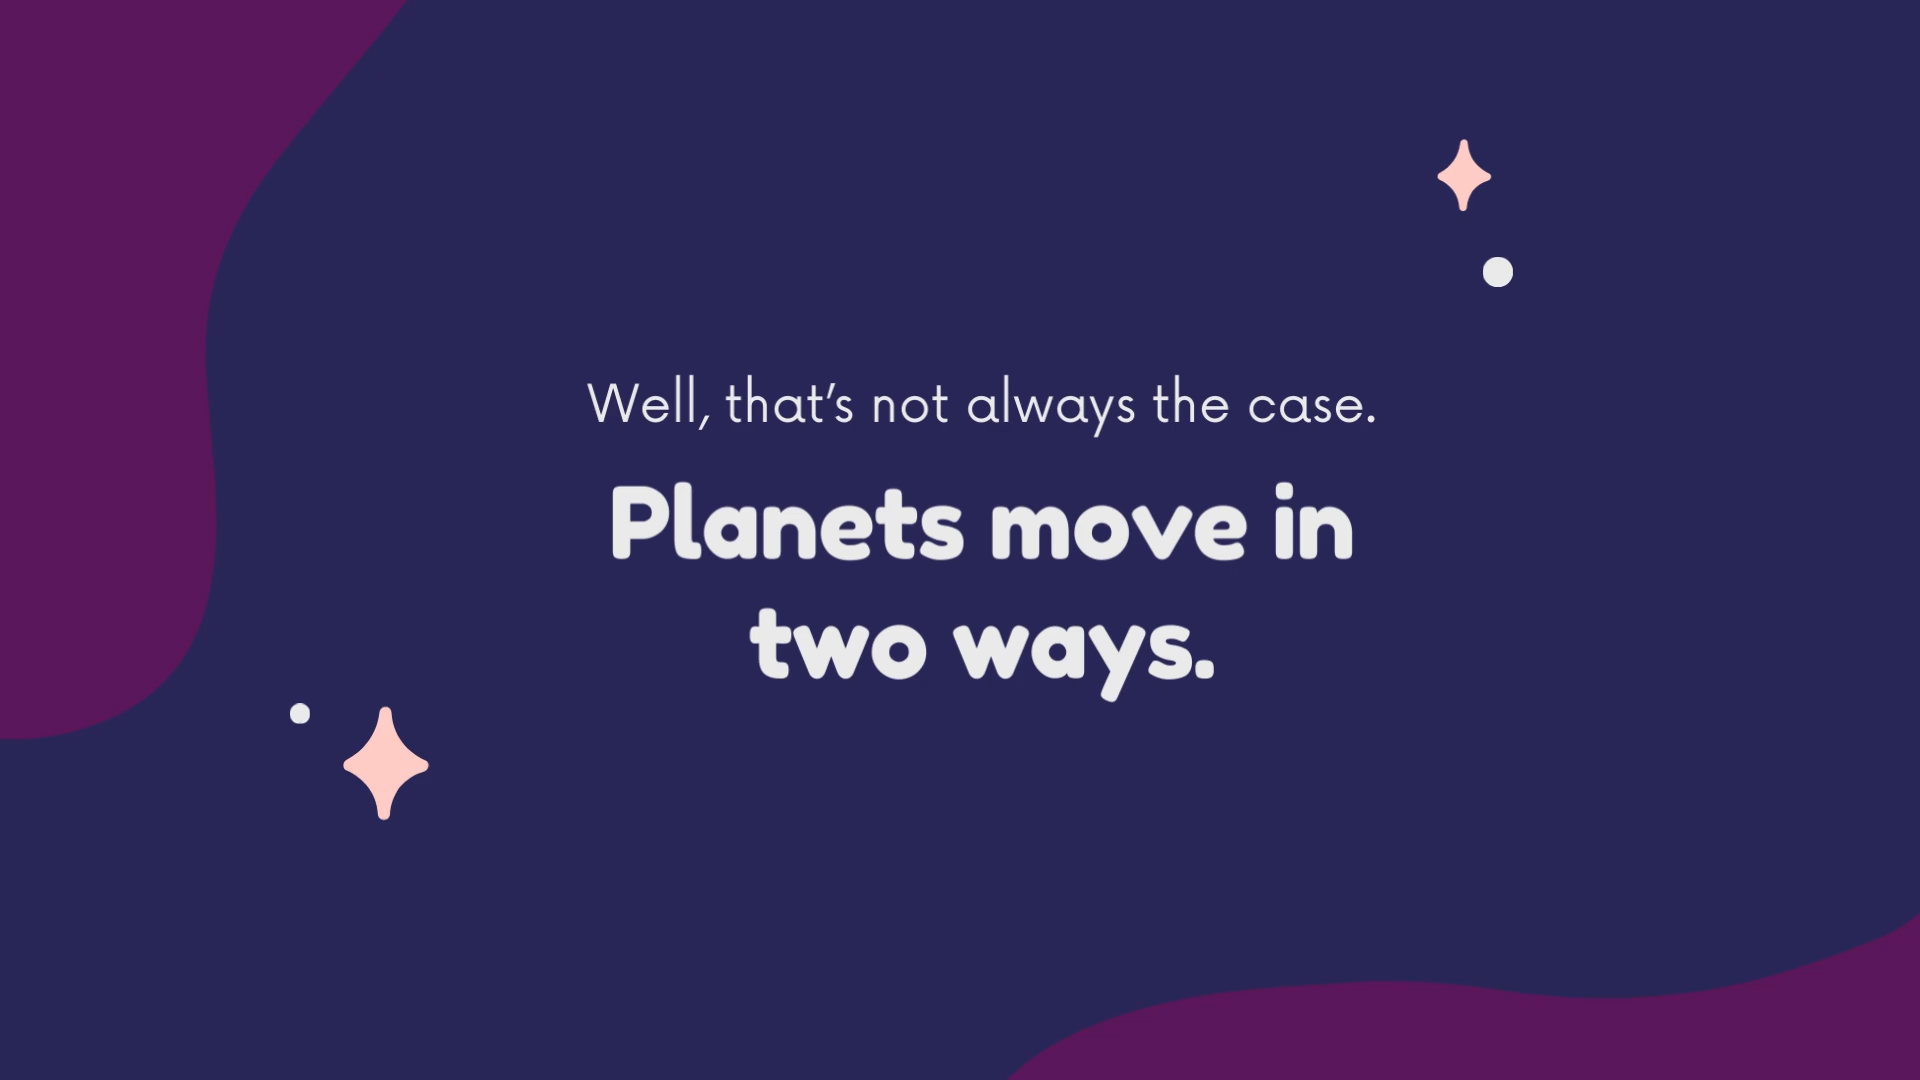 Well, that’s not always the case.
Planets move in
two ways.